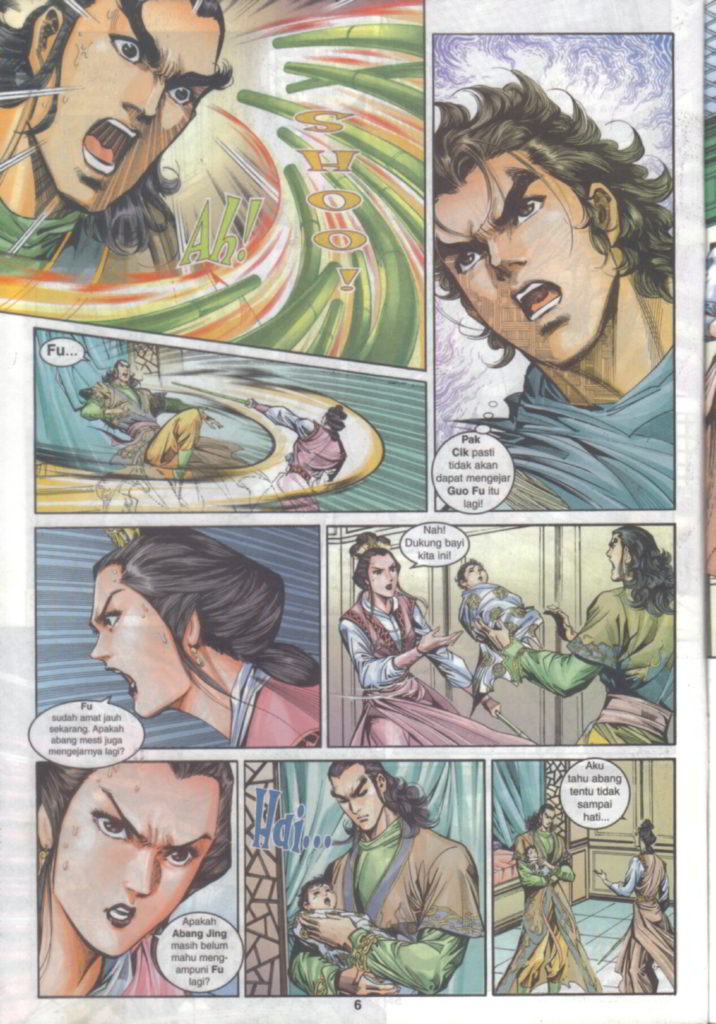 Ah!
SHOOO!
Pak
Cik pasti
tidak akan
dapat mengejar
Guo Fu itu
lagi!
Fu...
Fu
sudah amat jauh
sekarang. Apakah
abang mesti juga
mengejarnya lagi?
Nah!
Dukung bayi
kita ini!
Apakah
Abang Jing
masih belum
mahu meng-
ampuni Fu
lagi?
Hai...
Aku
tahu abang
tentu tidak
sampai
hati...
6